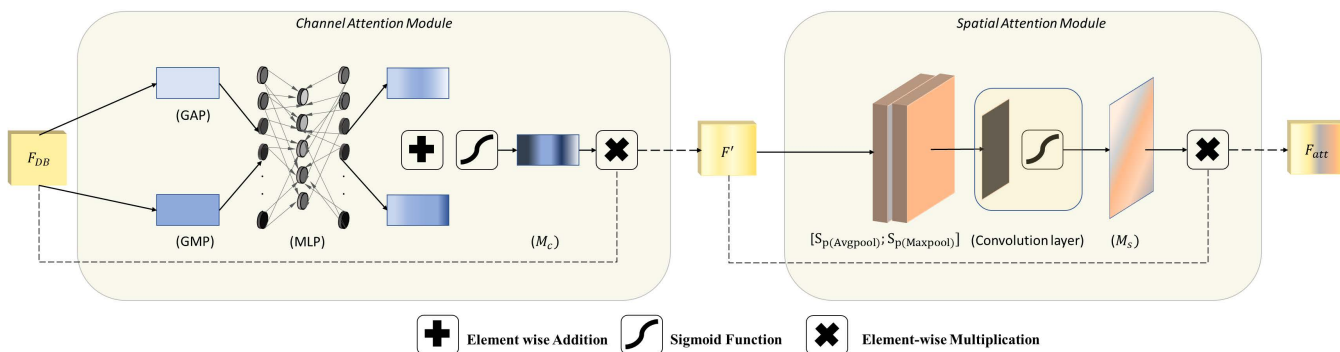 Channel Attention Module
Spatial Attention Module
(GAP)
F_DB
F'
F_att
(GMP)
(MLP)
(M_c)
[S_p(Avgpool); S_p(Maxpool)]
(Convolution layer)
(M_s)
Element wise Addition
Sigmoid Function
Element-wise Multiplication